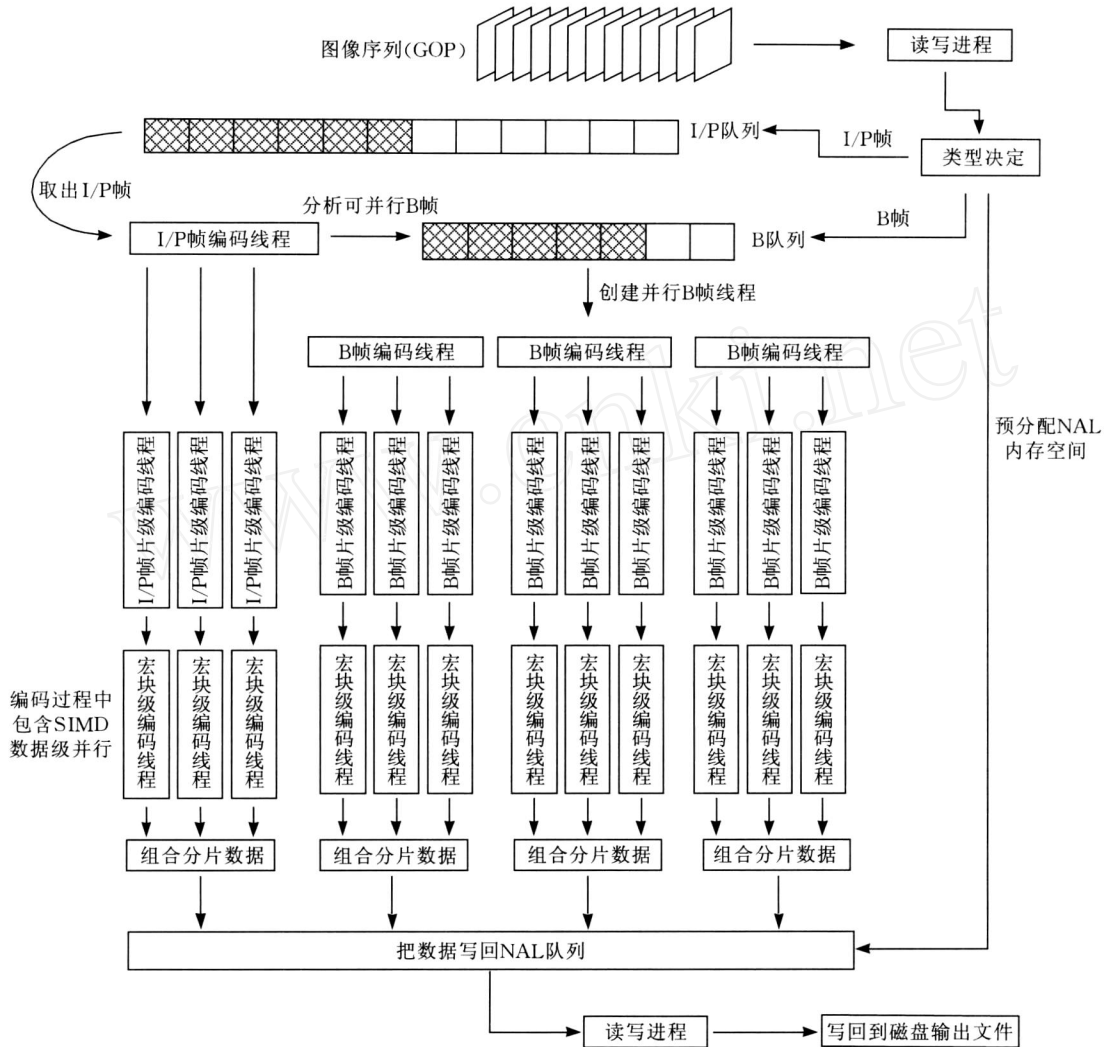 图像序列(GOP)
读写进程
I/P队列
I/P帧
类型决定
取出I/P帧
分析可并行B帧
B帧
I/P帧编码线程
B队列
创建并行B帧线程
B帧编码线程
B帧编码线程
B帧编码线程
预分配NAL
内存空间
I/P帧片级编码线程
I/P帧片级编码线程
I/P帧片级编码线程
B帧片级编码线程
B帧片级编码线程
B帧片级编码线程
B帧片级编码线程
B帧片级编码线程
B帧片级编码线程
B帧片级编码线程
B帧片级编码线程
B帧片级编码线程
编码过程中
包含SIMD
数据级并行
宏块级编码线程
宏块级编码线程
宏块级编码线程
宏块级编码线程
宏块级编码线程
宏块级编码线程
宏块级编码线程
宏块级编码线程
宏块级编码线程
宏块级编码线程
宏块级编码线程
宏块级编码线程
组合分片数据
组合分片数据
组合分片数据
组合分片数据
把数据写回NAL队列
读写进程
写回到磁盘输出文件
www.cnki.net